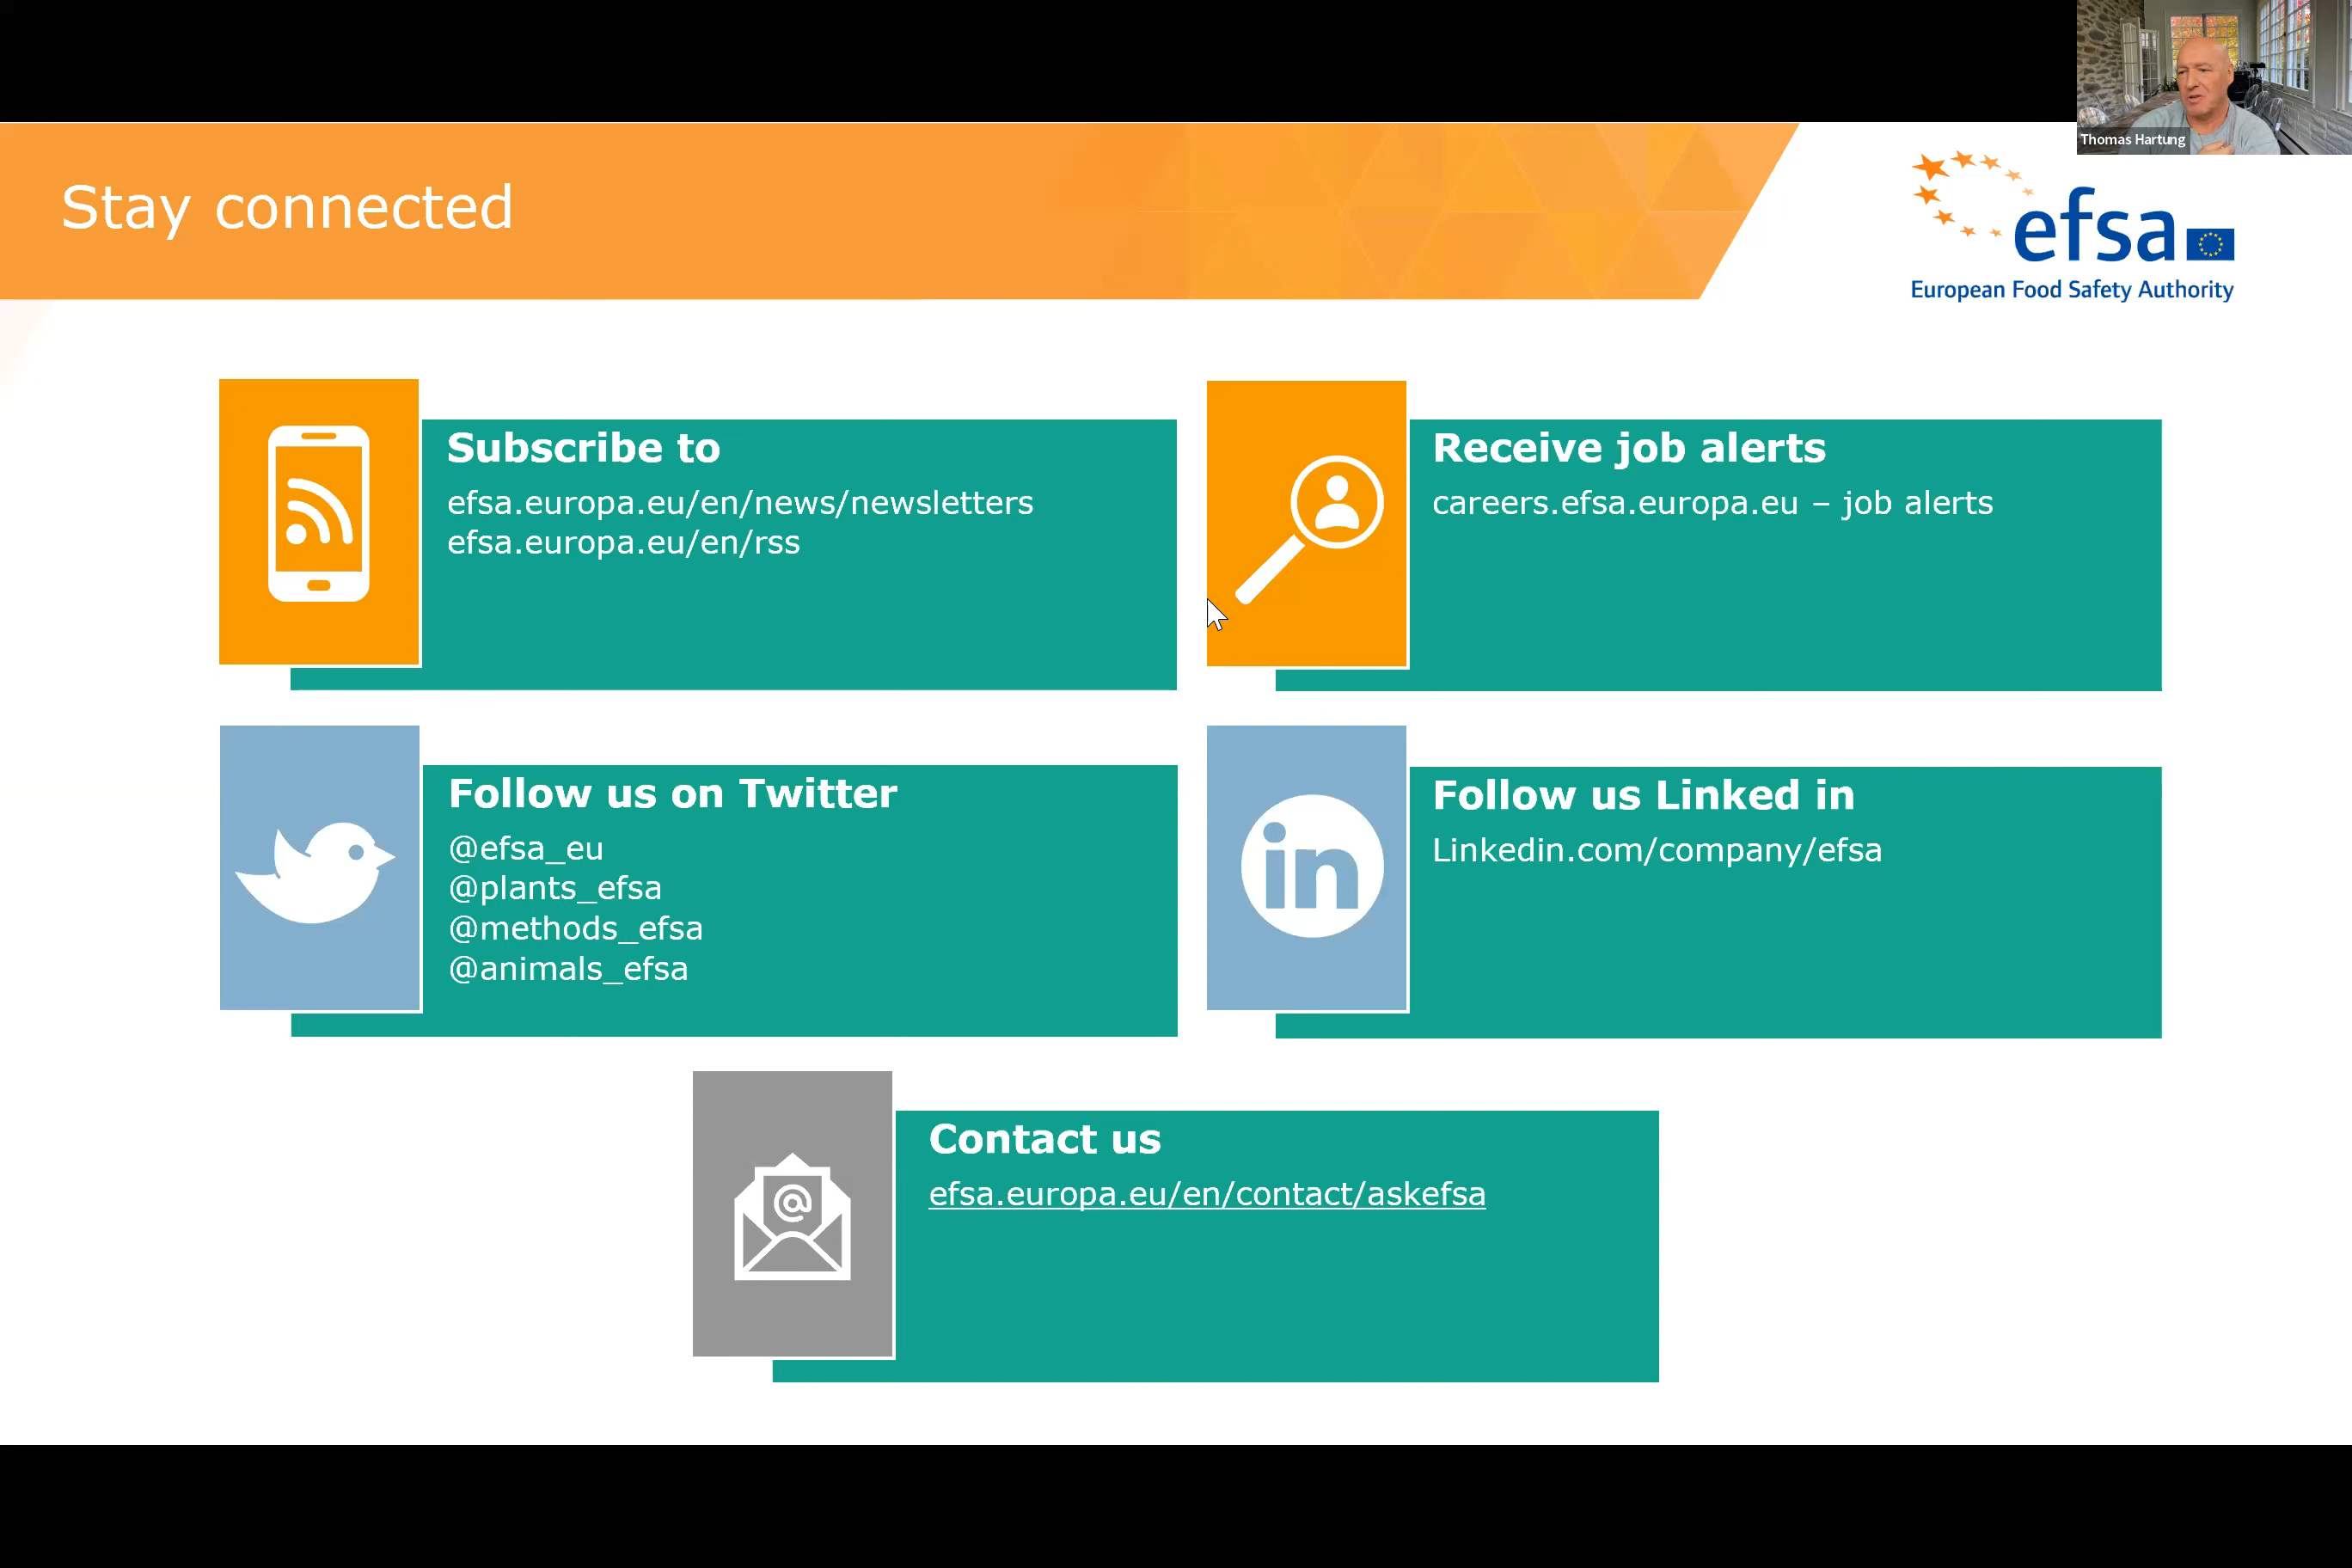 Thomas Hartung
Stay connected
efsa
European Food Safety Authority
Subscribe to
efsa.europa.eu/en/news/newsletters
efsa.europa.eu/en/rss
Receive job alerts
careers.efsa.europa.eu – job alerts
Follow us on Twitter
@efsa_eu
@plants_efsa
@methods_efsa
@animals_efsa
in
Follow us Linked in
Linkedin.com/company/efsa
@
Contact us
efsa.europa.eu/en/contact/askefsa